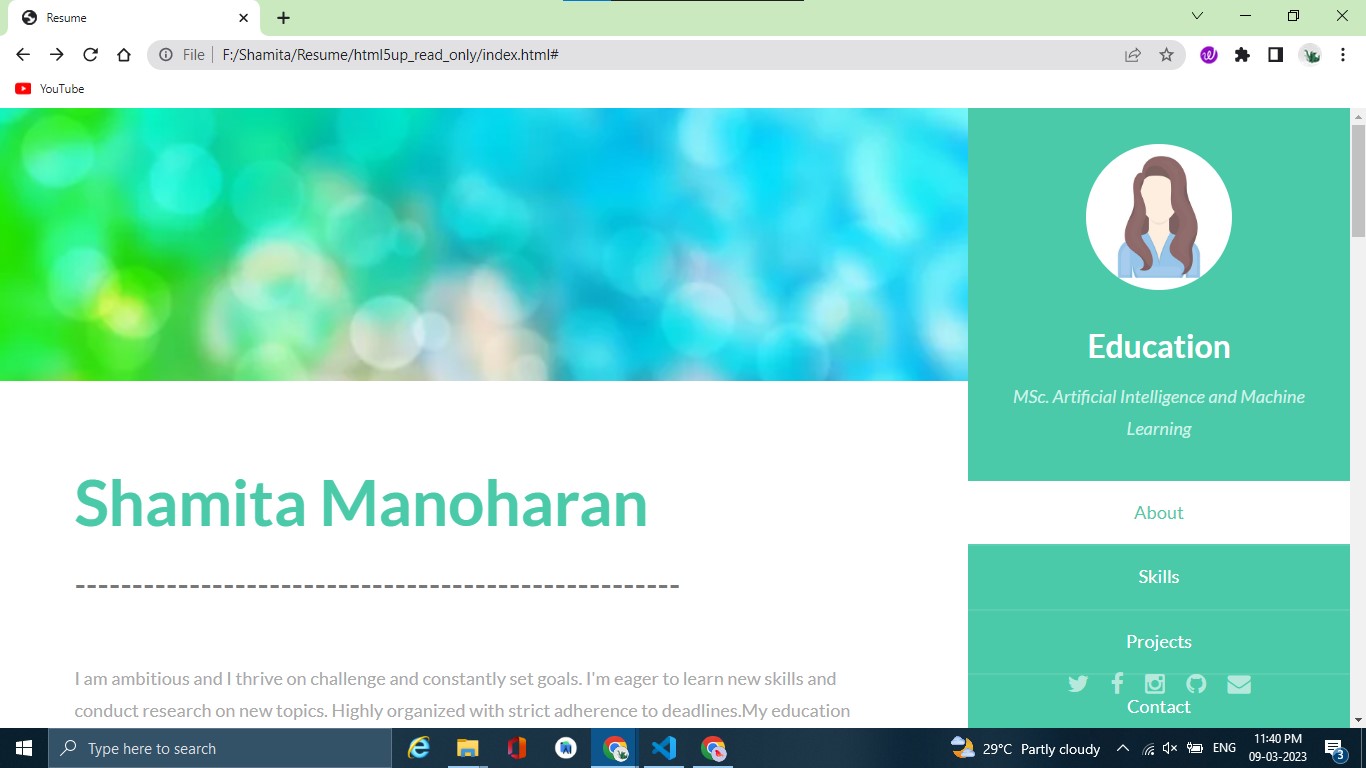 Resume
File
F:/Shamita/Resume/html5up_read_only/index.html#
YouTube
Education
MSc. Artificial Intelligence and Machine
Learning
About
Skills
Projects
Contact
Shamita Manoharan
-----------------------------------------------------
I am ambitious and I thrive on challenge and constantly set goals. I'm eager to learn new skills and
conduct research on new topics. Highly organized with strict adherence to deadlines.My education
Type here to search
29°C Partly cloudy
ENG
11:40 PM
09-03-2023
3